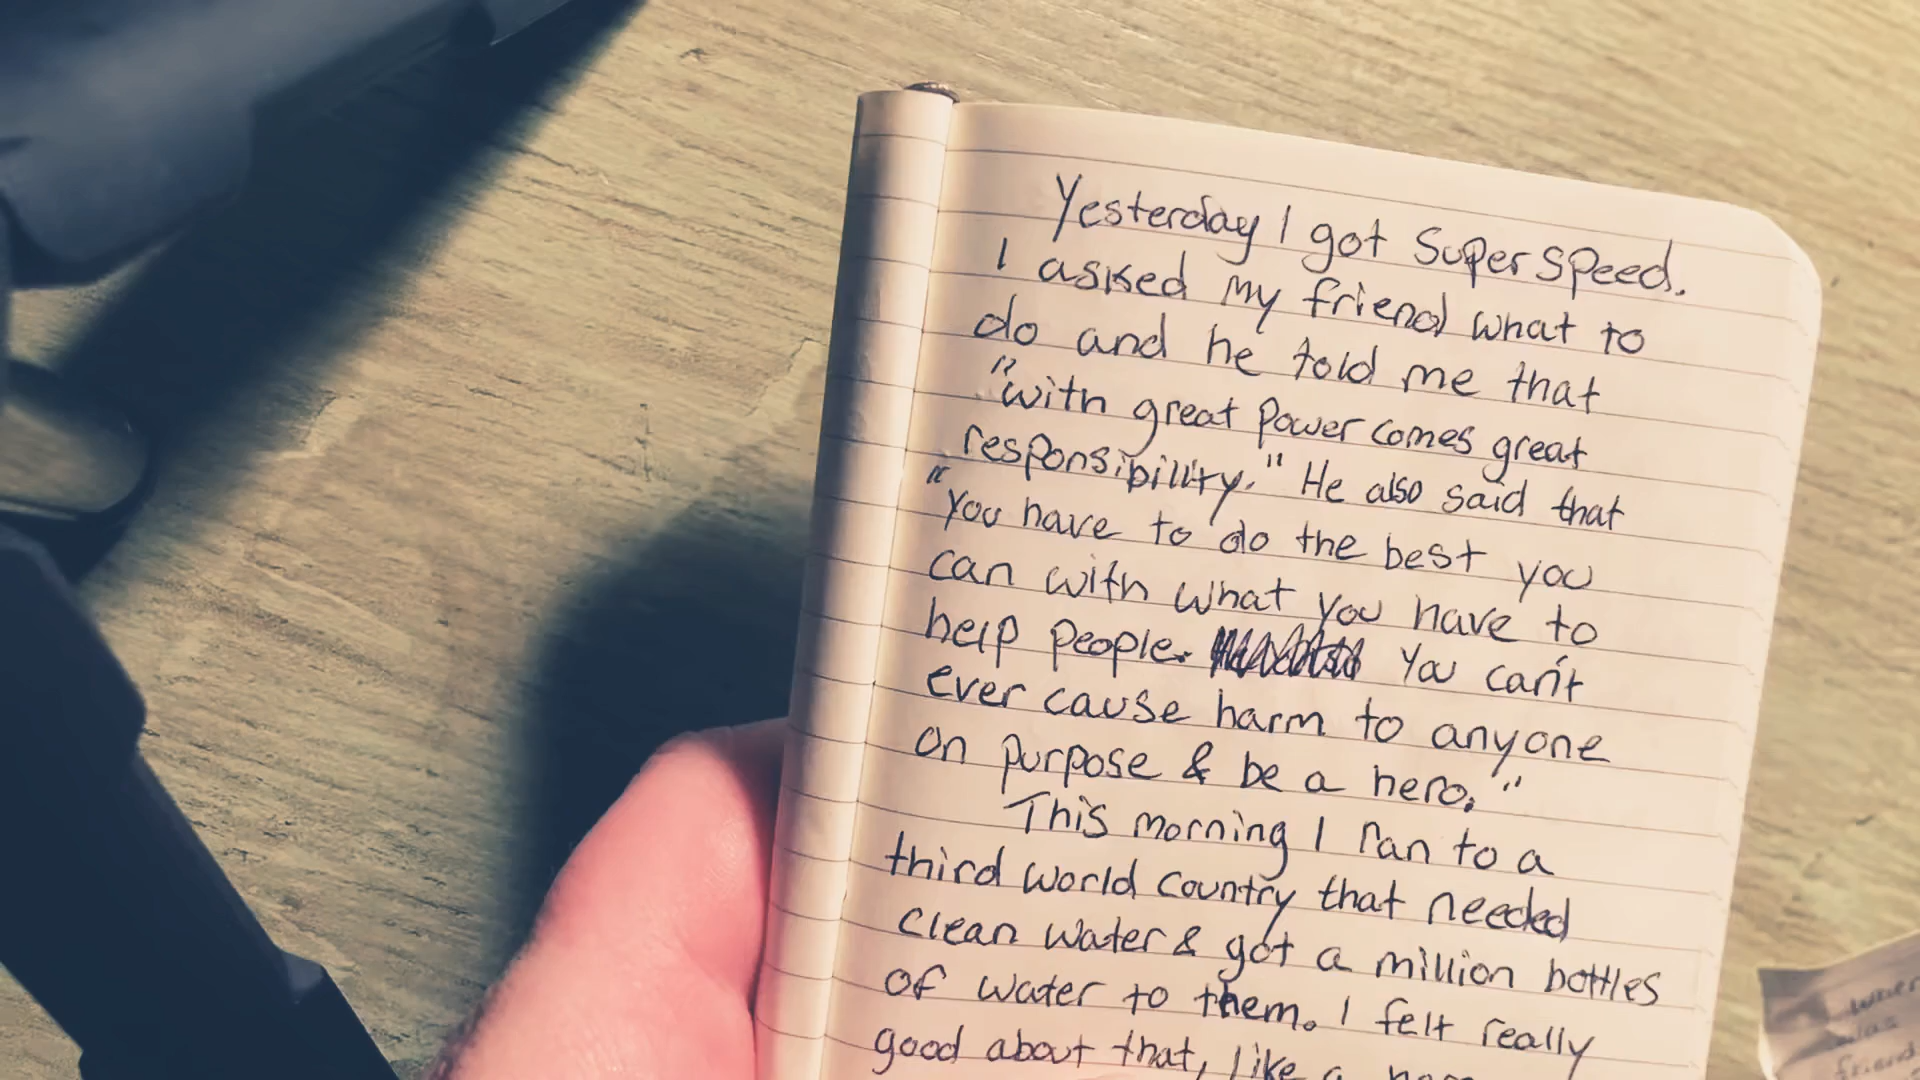 Yesterday I got Super Speed.
I asked my friend what to
do and he told me that
"with great power comes great
responsibility." He also said that
"You have to do the best you
can with what you have to
help people. You can't
ever cause harm to anyone
on purpose & be a hero."
This morning I ran to a
third world country that needed
clean water & got a million bottles
of water to them. I felt really
good about that, like a
water
was
friend